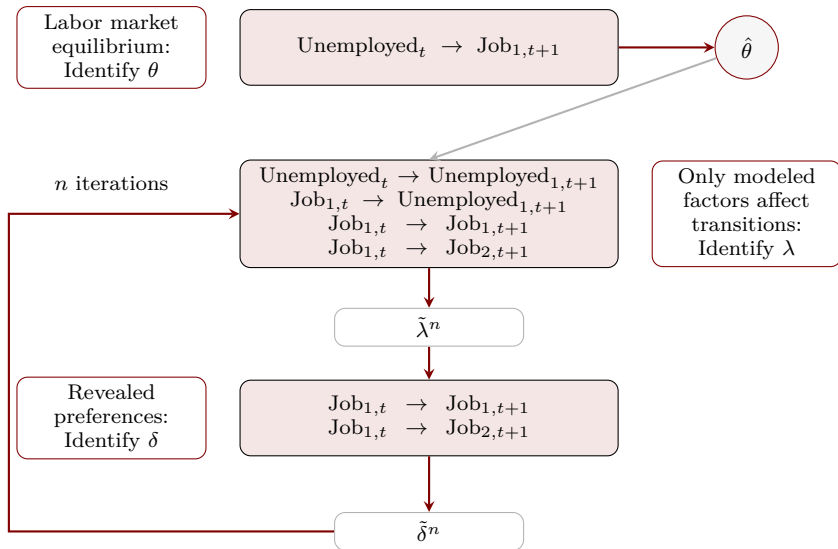 Labor market
equilibrium:
Identify θ
Unemployed_t → Job_{1,t+1}
θ̂
n iterations
Unemployed_t → Unemployed_{1,t+1}
Job_{1,t} → Unemployed_{1,t+1}
Job_{1,t} → Job_{1,t+1}
Job_{1,t} → Job_{2,t+1}
Only modeled
factors affect
transitions:
Identify λ
λ̃^n
Revealed
preferences:
Identify δ
Job_{1,t} → Job_{1,t+1}
Job_{1,t} → Job_{2,t+1}
δ̃^n